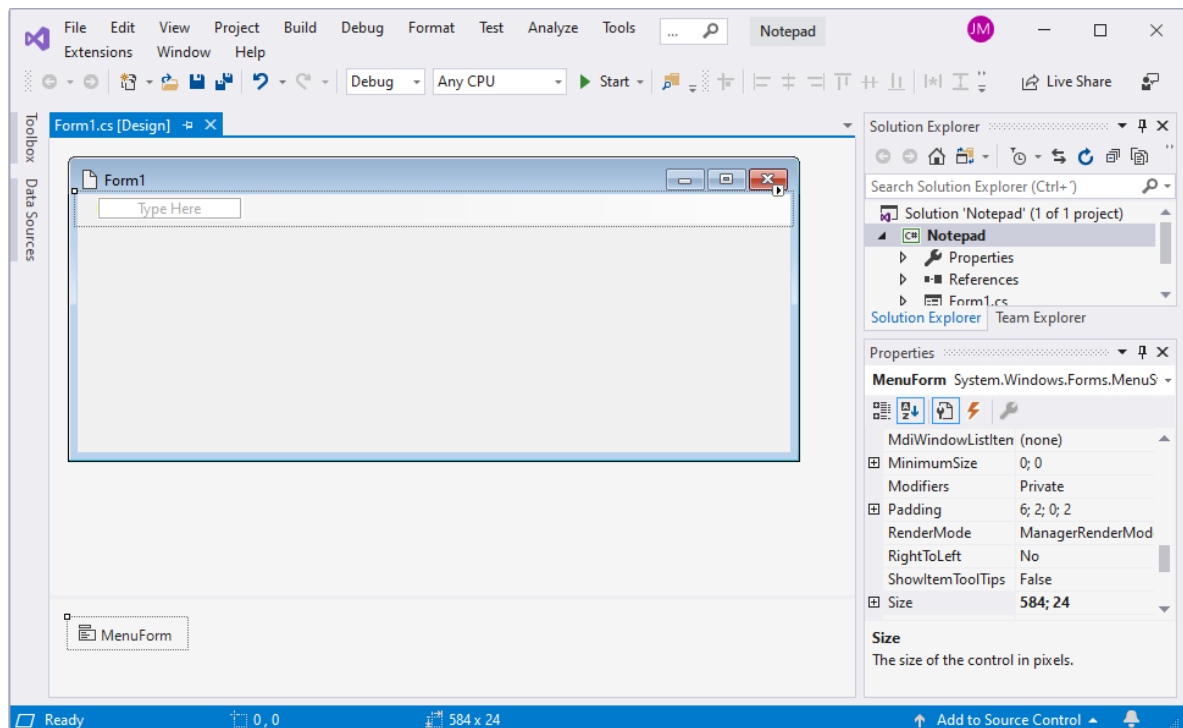 File Edit View Project Build Debug Format Test Analyze Tools ... Notepad JM
Extensions Window Help
Debug Any CPU Start Live Share
Toolbox
Data Sources
Form1.cs [Design]
Form1
Type Here
MenuForm
Solution Explorer
Search Solution Explorer (Ctrl+´)
Solution 'Notepad' (1 of 1 project)
C# Notepad
Properties
References
Form1.cs
Solution Explorer Team Explorer
Properties
MenuForm System.Windows.Forms.MenuS
MdiWindowListItem (none)
MinimumSize 0; 0
Modifiers Private
Padding 6; 2; 0; 2
RenderMode ManagerRenderMod
RightToLeft No
ShowItemToolTips False
Size 584; 24
Size
The size of the control in pixels.
Ready 0 , 0 584 x 24 Add to Source Control